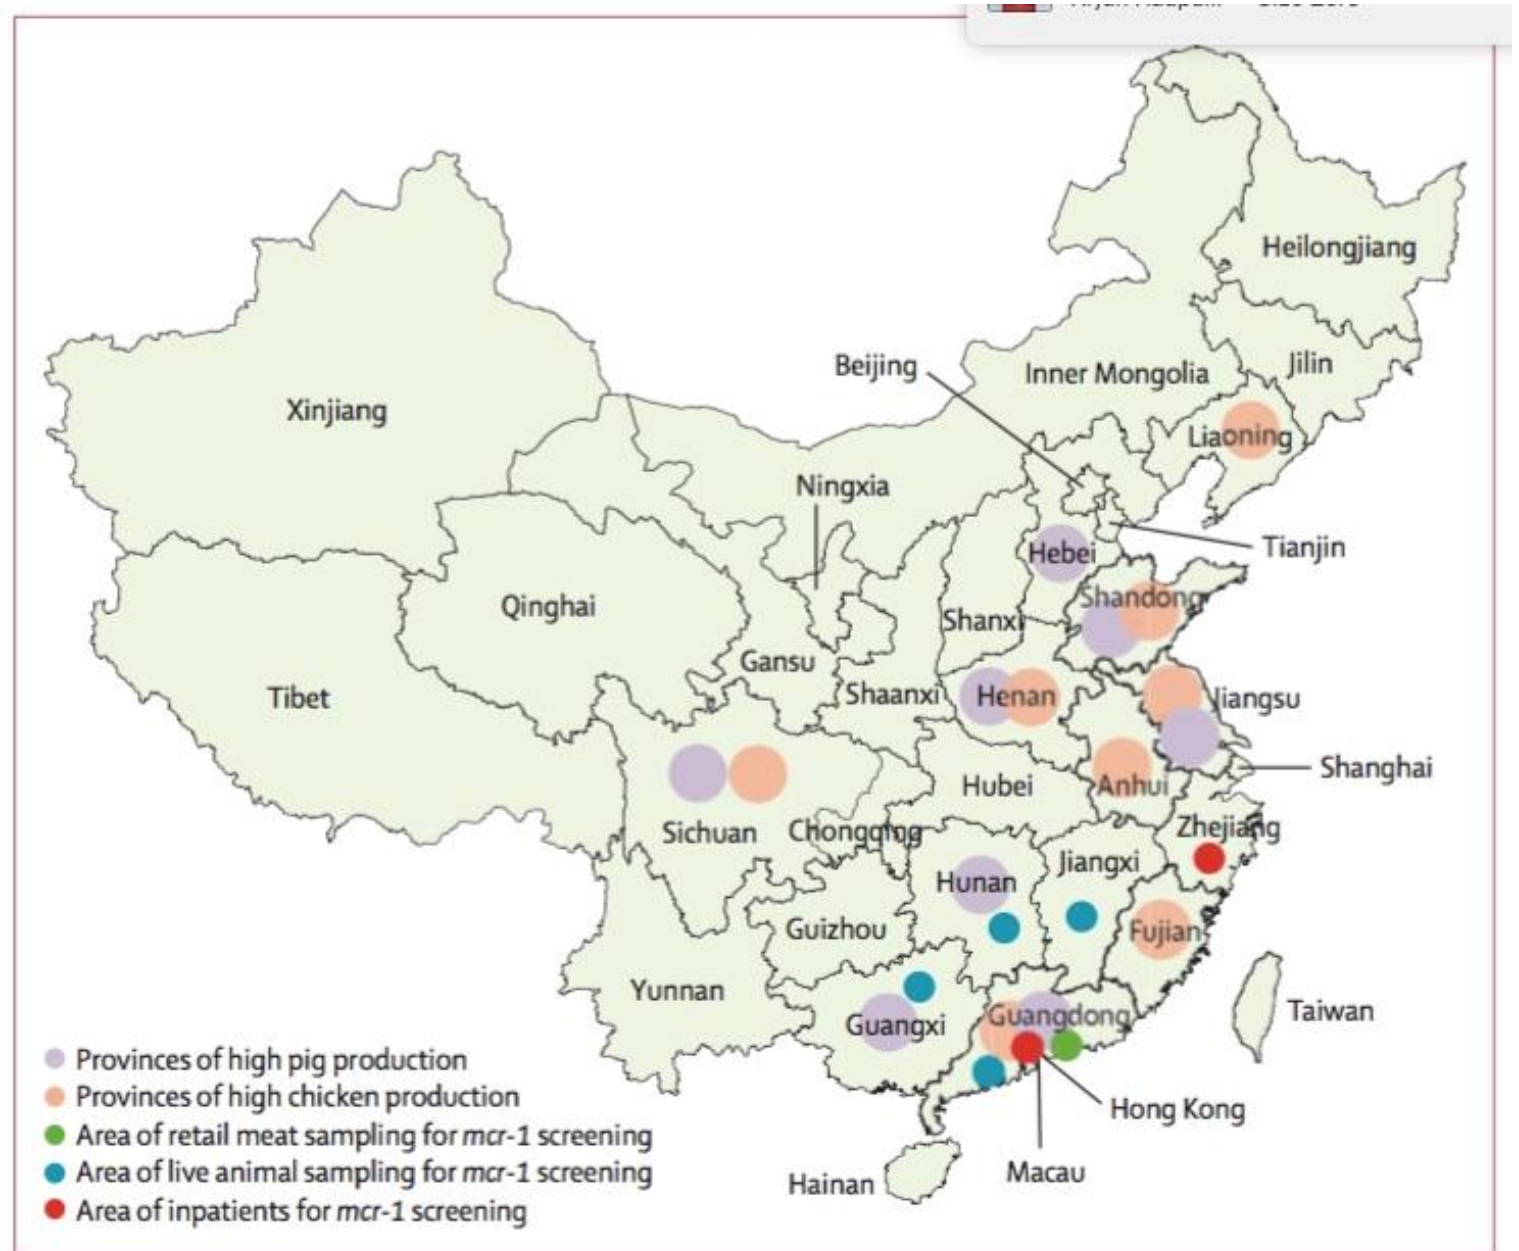 Heilongjiang
Jilin
Inner Mongolia
Beijing
Liaoning
Xinjiang
Ningxia
Tianjin
Hebei
Qinghai
Shandong
Shanxi
Gansu
Tibet
Shaanxi
Henan
Jiangsu
Shanghai
Hubei
Anhui
Sichuan
Chongqing
Zhejiang
Jiangxi
Hunan
Guizhou
Fujian
Yunnan
Guangxi
Guangdong
Taiwan
Hong Kong
Macau
Hainan
Provinces of high pig production
Provinces of high chicken production
Area of retail meat sampling for mcr-1 screening
Area of live animal sampling for mcr-1 screening
Area of inpatients for mcr-1 screening